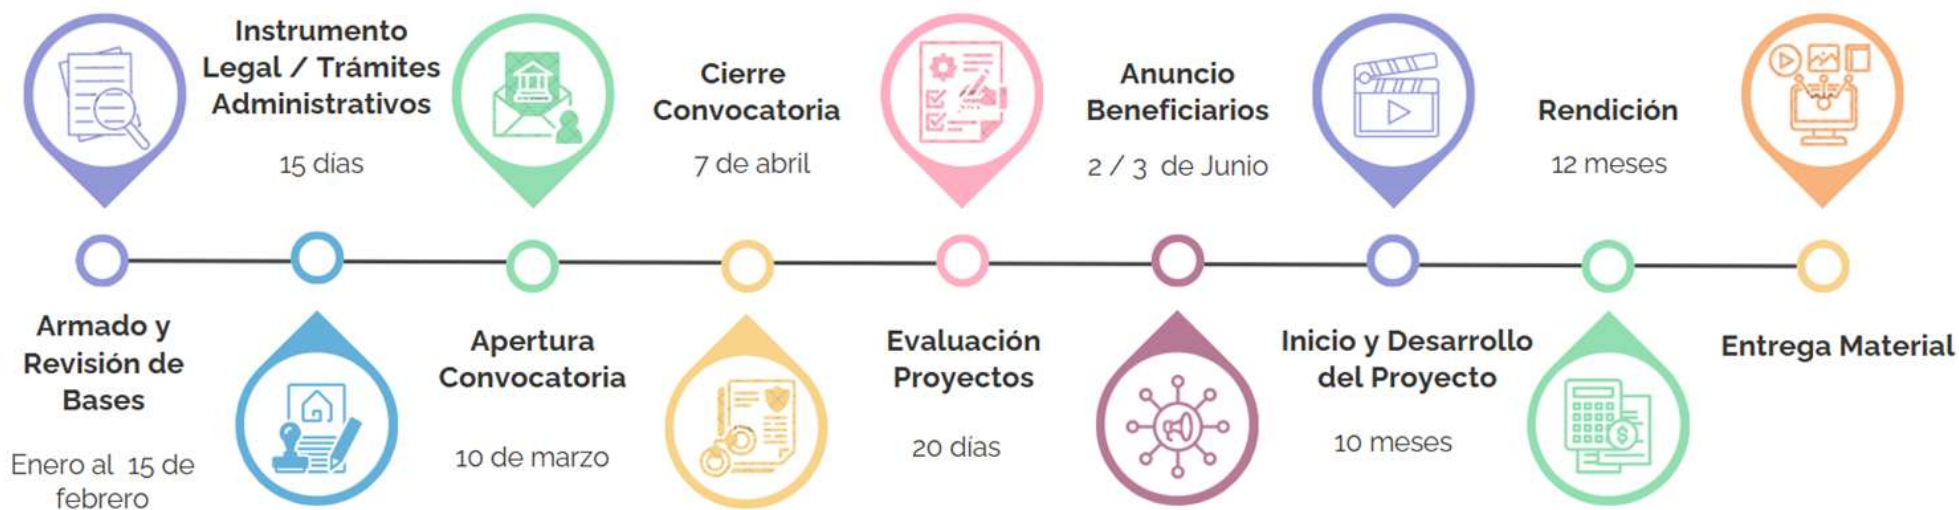 Armado y
Revisión de
Bases
Enero al 15 de
febrero
Instrumento
Legal / Trámites
Administrativos
15 días
Apertura
Convocatoria
10 de marzo
Cierre
Convocatoria
7 de abril
Evaluación
Proyectos
20 días
Anuncio
Beneficiarios
2 / 3 de Junio
Inicio y Desarrollo
del Proyecto
10 meses
Rendición
12 meses
Entrega Material